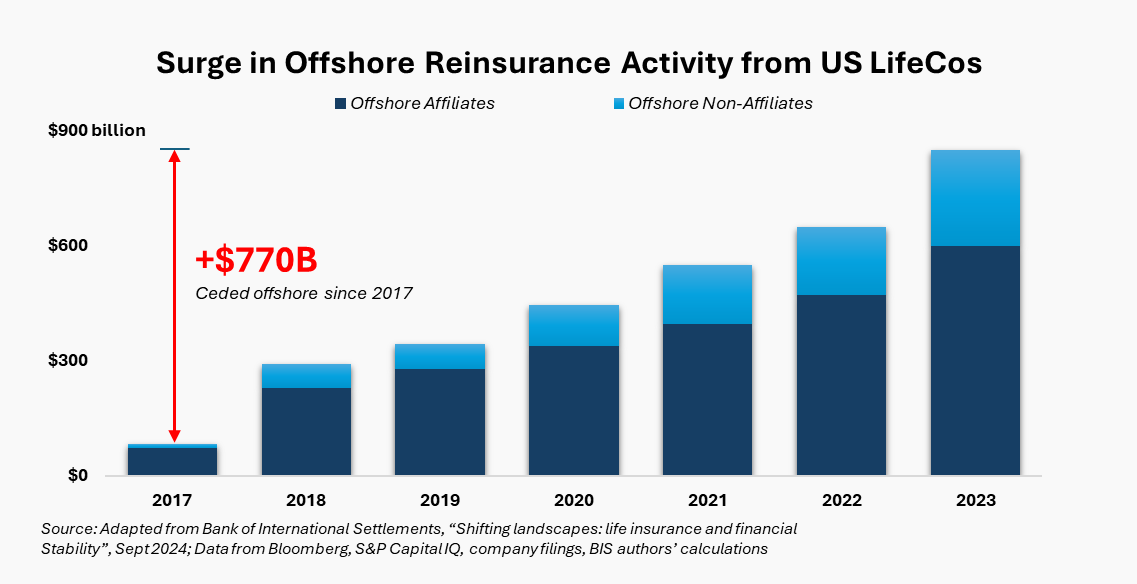 Surge in Offshore Reinsurance Activity from US LifeCos
Offshore Affiliates
Offshore Non-Affiliates
$900 billion
$600
$300
$0
+$770B
Ceded offshore since 2017
2017
2018
2019
2020
2021
2022
2023
Source: Adapted from Bank of International Settlements, “Shifting landscapes: life insurance and financial
Stability”, Sept 2024; Data from Bloomberg, S&P Capital IQ, company filings, BIS authors’ calculations